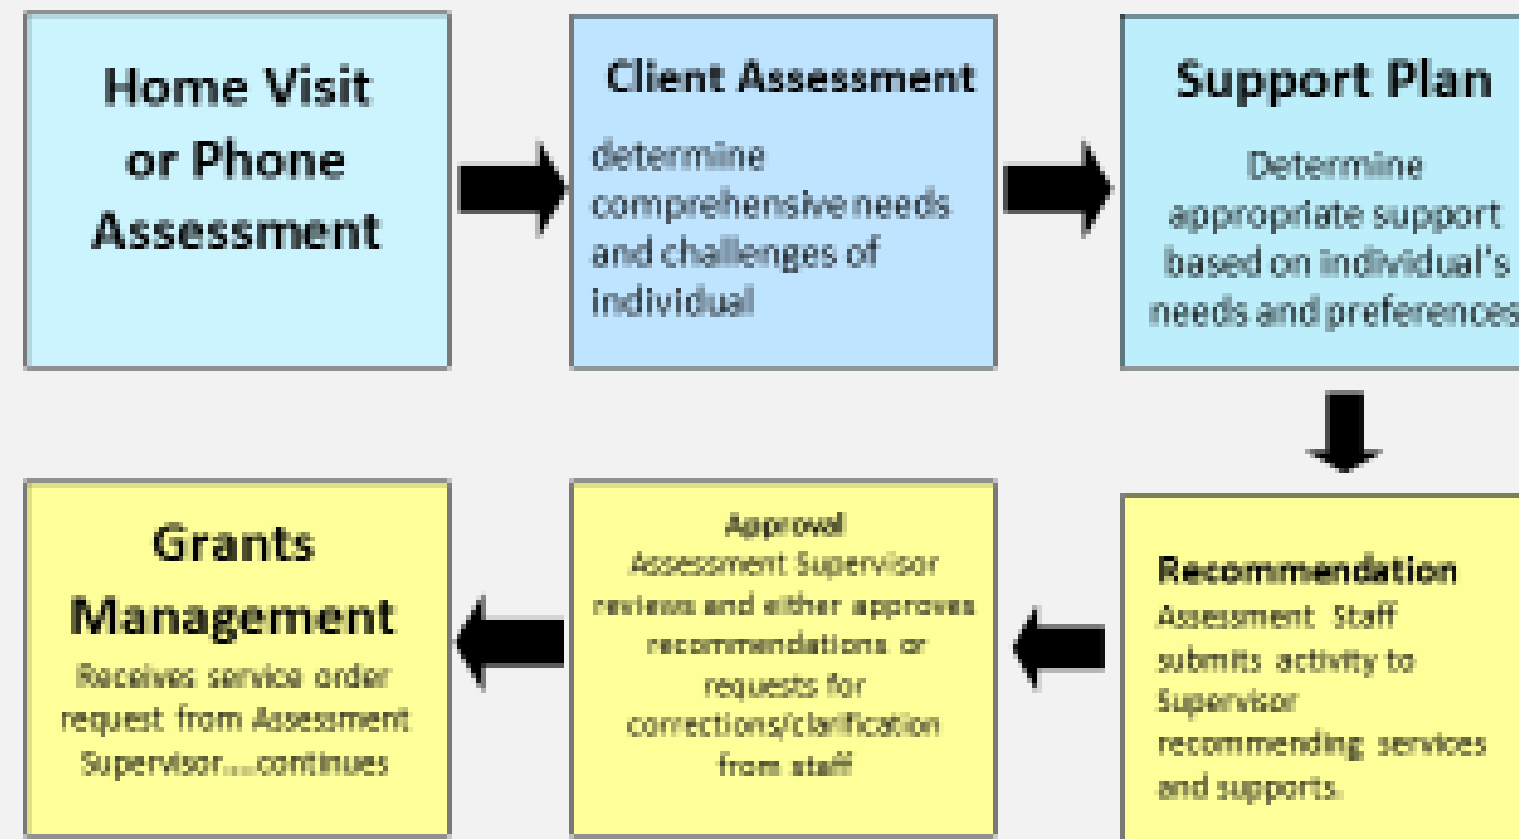 Home Visit
or Phone
Assessment
Client Assessment
determine
comprehensive needs
and challenges of
individual
Support Plan
Determine
appropriate support
based on individual's
needs and preferences
Recommendation
Assessment Staff
submits activity to
Supervisor
recommending services
and supports.
Approval
Assessment Supervisor
reviews and either approves
recommendations or
requests for
corrections/clarification
from staff
Grants
Management
Receives service order
request from Assessment
Supervisor....continues